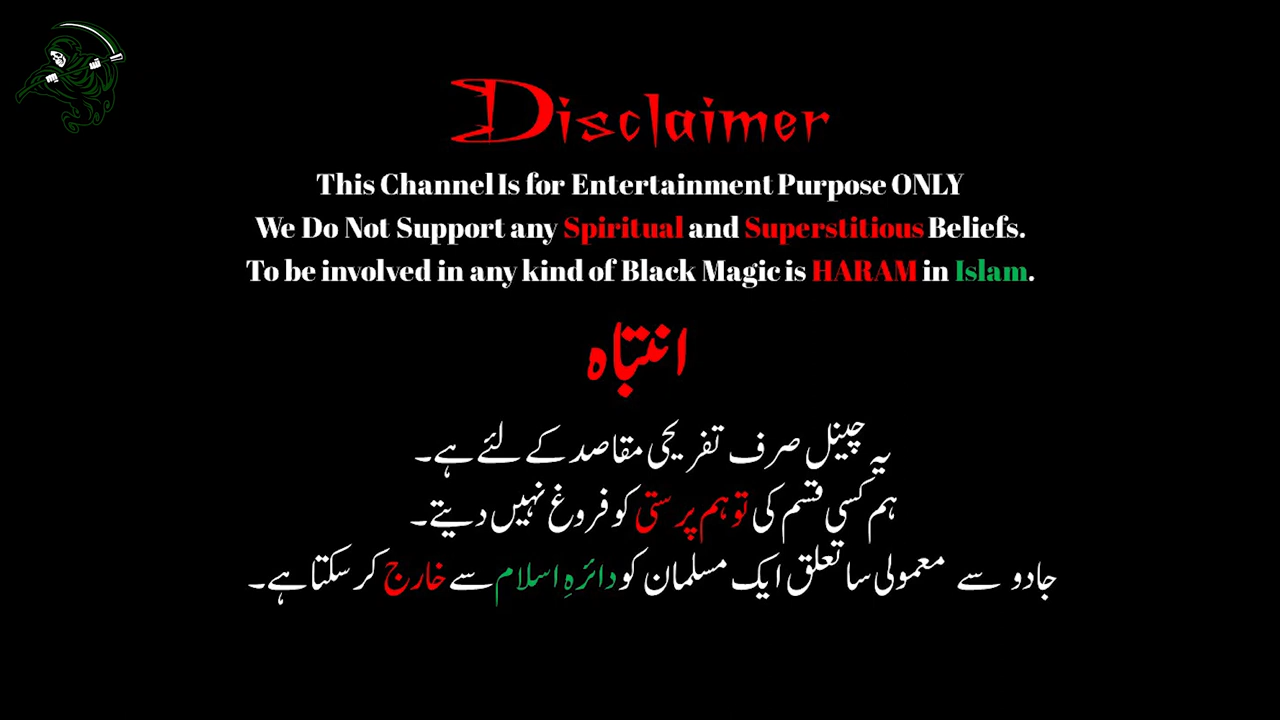 Disclaimer
This Channel Is for Entertainment Purpose ONLY
We Do Not Support any Spiritual and Superstitious Beliefs.
To be involved in any kind of Black Magic is HARAM in Islam.
انتباہ
یہ چینل صرف تفریحی مقاصد کے لئے ہے۔
ہم کسی قسم کی توہم پرستی کو فروغ نہیں دیتے۔
جادو سے معمولی سا تعلق ایک مسلمان کو دائرہِ اسلام سے خارج کر سکتا ہے۔